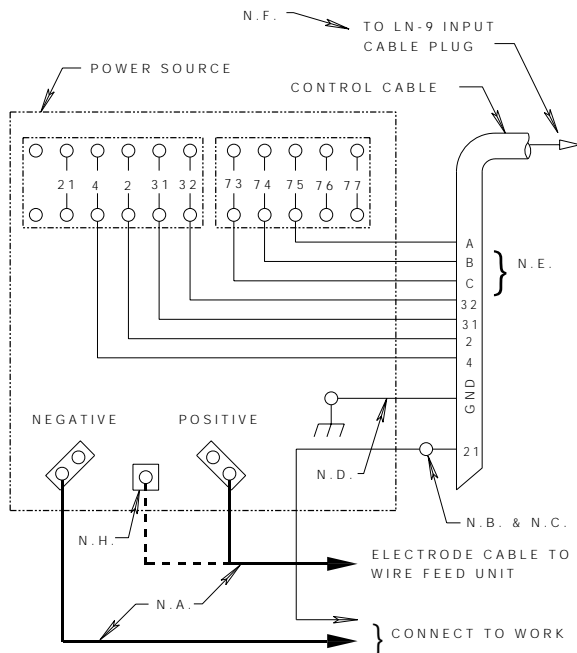 N.F.
TO LN-9 INPUT
CABLE PLUG
POWER SOURCE
CONTROL CABLE
21 4 2 31 32 73 74 75 76 77
A
B
C
N.E.
32
31
2
4
GND
NEGATIVE POSITIVE
21
N.D.
N.B. & N.C.
N.H.
ELECTRODE CABLE TO
WIRE FEED UNIT
N.A.
CONNECT TO WORK